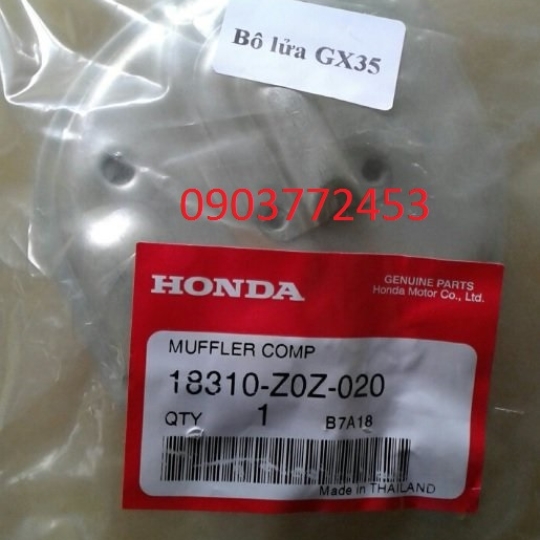 Bô lửa GX35
0903772453
HONDA
GENUINE PARTS
Honda Motor Co., Ltd.
MUFFLER COMP
18310-Z0Z-020
QTY 1 B7A18
Made in THAILAND